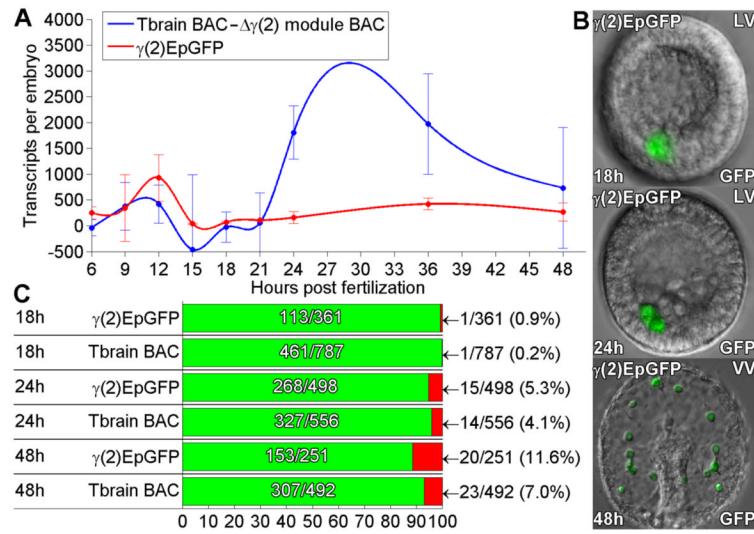 A
Tbrain BAC−Δγ(2) module BAC
γ(2)EpGFP
Transcripts per embryo
4000
3500
3000
2500
2000
1500
1000
500
0
-500
6 9 12 15 18 21 24 27 30 33 36 39 42 45 48
Hours post fertilization
B
γ(2)EpGFP LV
18h GFP
γ(2)EpGFP LV
24h GFP
γ(2)EpGFP VV
48h GFP
C
18h γ(2)EpGFP 113/361 1/361 (0.9%)
18h Tbrain BAC 461/787 1/787 (0.2%)
24h γ(2)EpGFP 268/498 15/498 (5.3%)
24h Tbrain BAC 327/556 14/556 (4.1%)
48h γ(2)EpGFP 153/251 20/251 (11.6%)
48h Tbrain BAC 307/492 23/492 (7.0%)
0 10 20 30 40 50 60 70 80 90 100